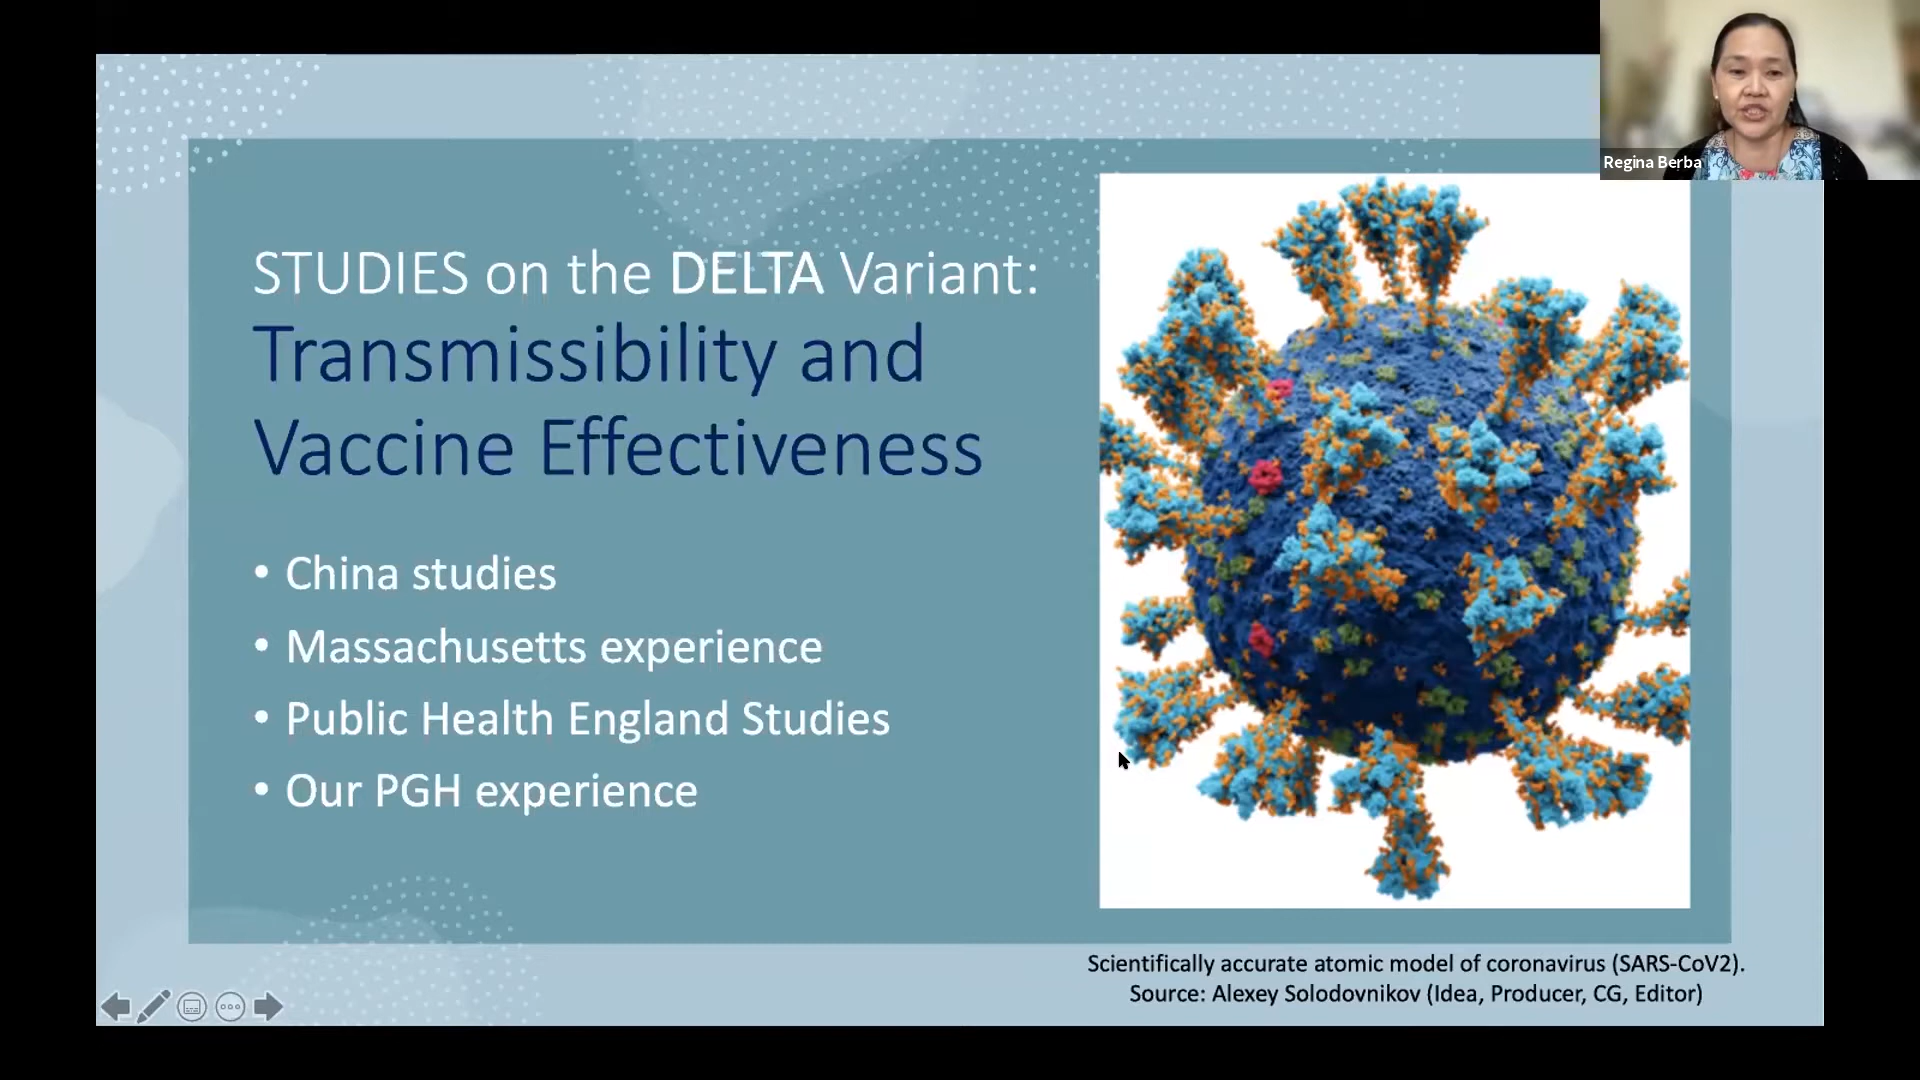 Regina Berba
STUDIES on the DELTA Variant:
Transmissibility and
Vaccine Effectiveness
• China studies
• Massachusetts experience
• Public Health England Studies
• Our PGH experience
Scientifically accurate atomic model of coronavirus (SARS-CoV2).
Source: Alexey Solodovnikov (Idea, Producer, CG, Editor)